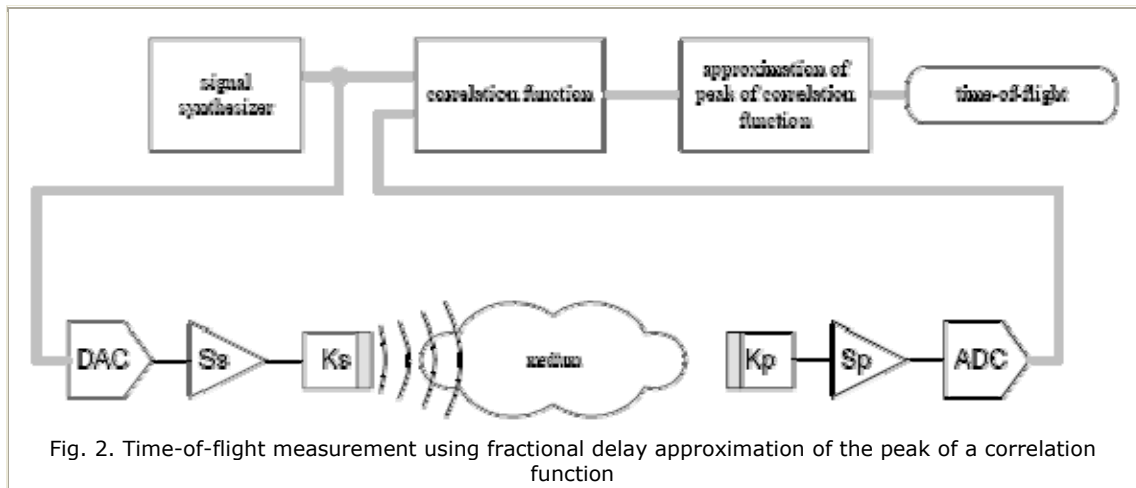 signal
synthesizer
correlation function
approximation of
peak of correlation
function
time-of-flight
DAC
Ss
Ks
medium
Kp
Sp
ADC
Fig. 2. Time-of-flight measurement using fractional delay approximation of the peak of a correlation
function